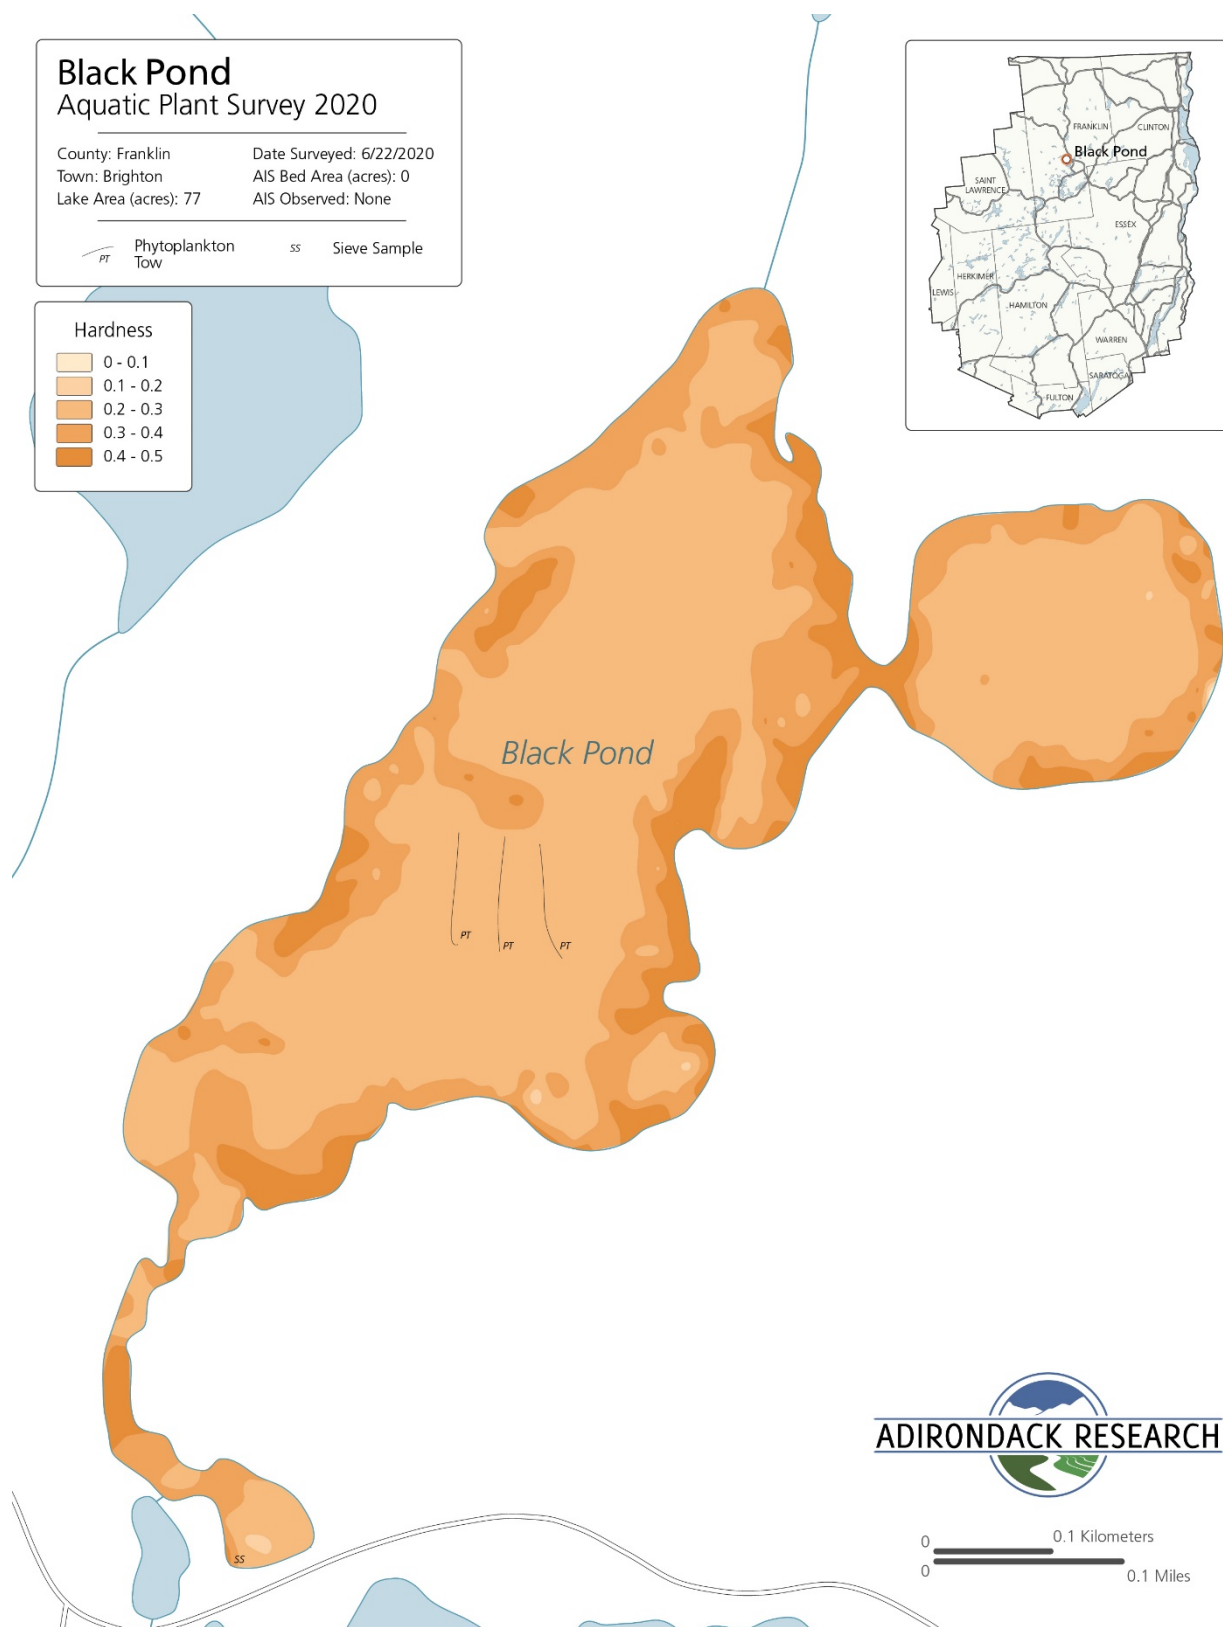 Black Pond
Aquatic Plant Survey 2020
County: Franklin
Date Surveyed: 6/22/2020
Town: Brighton
AIS Bed Area (acres): 0
Lake Area (acres): 77
AIS Observed: None
PT
Phytoplankton
Tow
SS
Sieve Sample
Hardness
0 - 0.1
0.1 - 0.2
0.2 - 0.3
0.3 - 0.4
0.4 - 0.5
FRANKLIN
CLINTON
Black Pond
SAINT
LAWRENCE
ESSEX
HERKIMER
LEWIS
HAMILTON
WARREN
SARATOGA
FULTON
Black Pond
PT
PT
PT
SS
ADIRONDACK RESEARCH
0
0.1 Kilometers
0
0.1 Miles